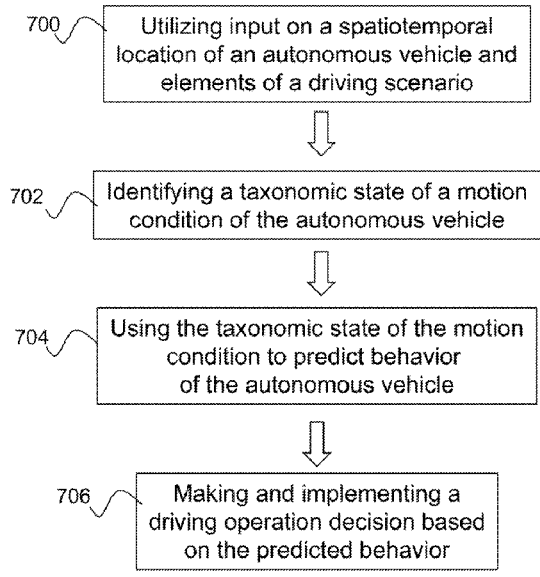 700
Utilizing input on a spatiotemporal
location of an autonomous vehicle and
elements of a driving scenario
702
Identifying a taxonomic state of a motion
condition of the autonomous vehicle
704
Using the taxonomic state of the motion
condition to predict behavior
of the autonomous vehicle
706
Making and implementing a
driving operation decision based
on the predicted behavior